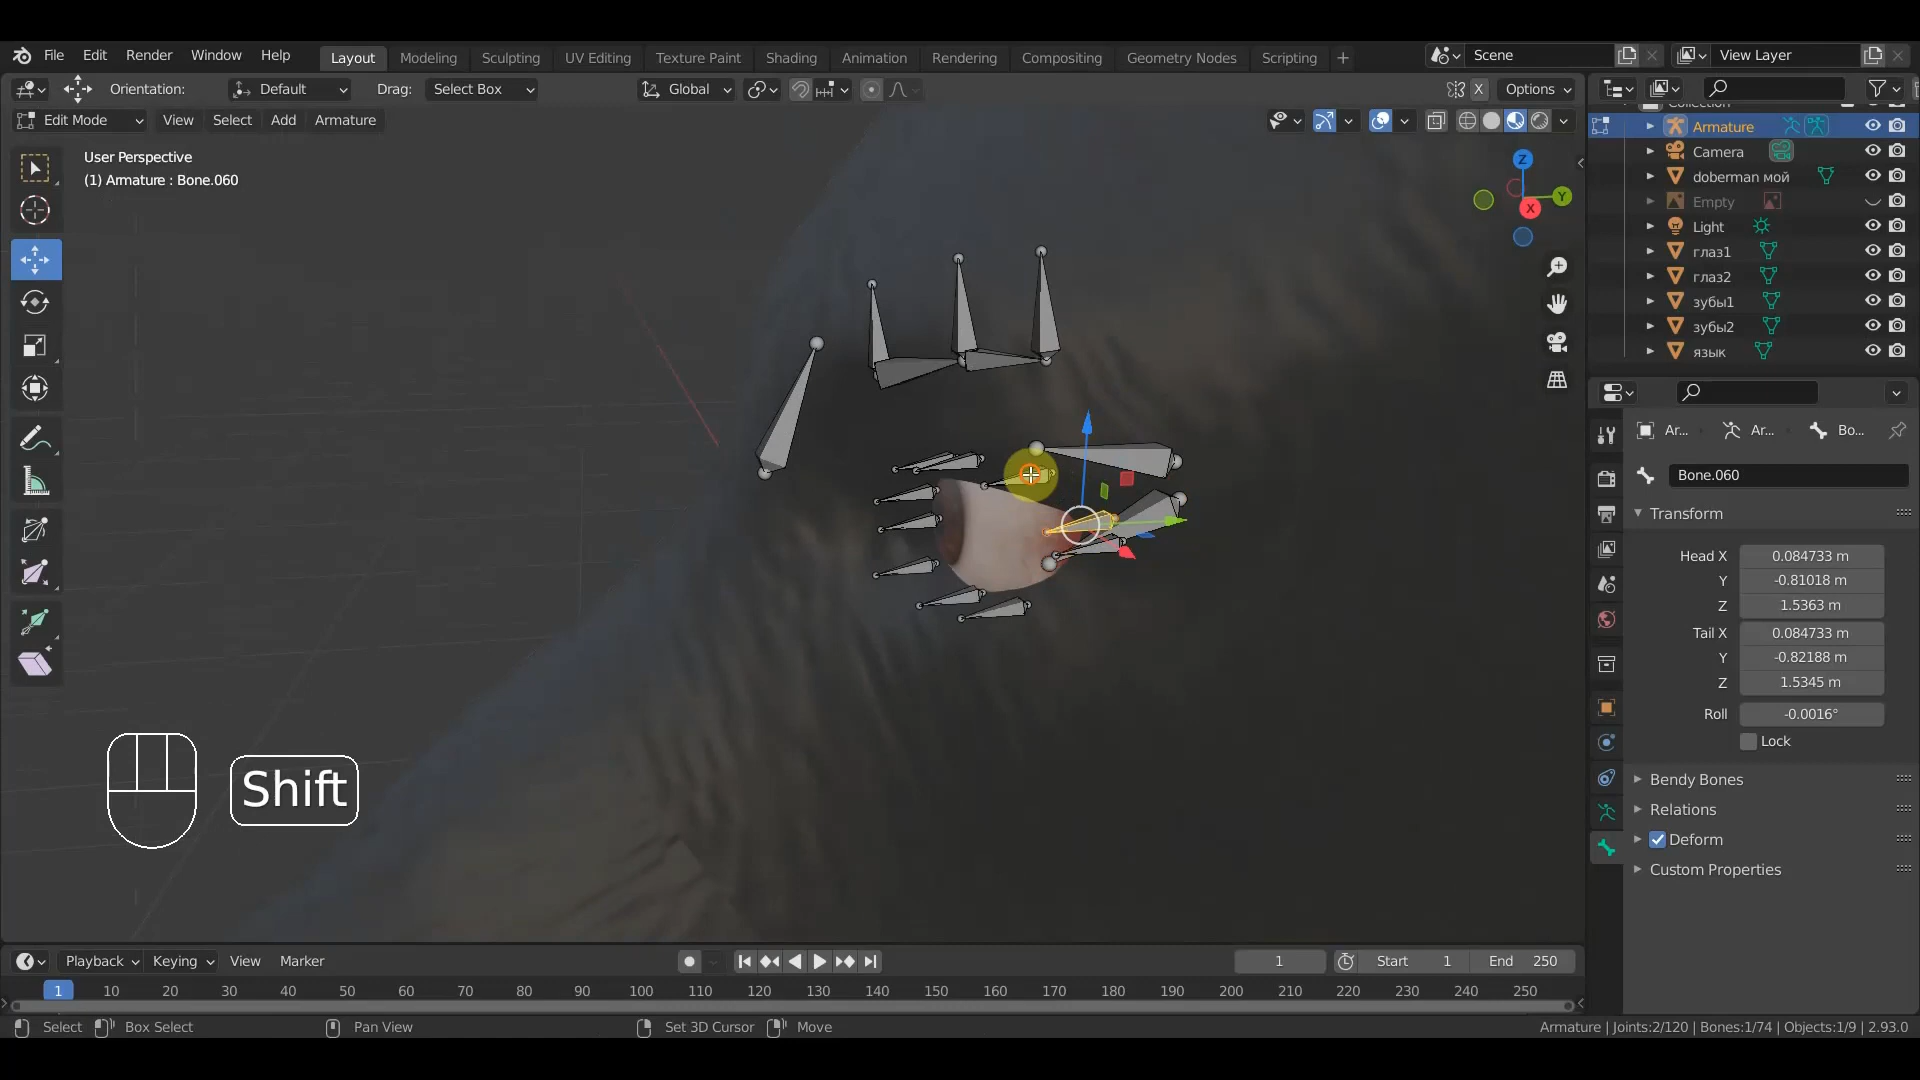 File Edit Render Window Help Layout Modeling Sculpting UV Editing Texture Paint Shading Animation Rendering Compositing Geometry Nodes Scripting + Scene View Layer
Orientation: Default Drag: Select Box Global X Options
Edit Mode View Select Add Armature
User Perspective
(1) Armature : Bone.060
Z
Y
X
Collection
Armature
Camera
doberman мой
Empty
Light
глаз1
глаз2
зубы1
зубы2
язык
Ar... Ar... Bo...
Bone.060
Transform
Head X 0.084733 m
Y -0.81018 m
Z 1.5363 m
Tail X 0.084733 m
Y -0.82188 m
Z 1.5345 m
Roll -0.0016°
Lock
Bendy Bones
Relations
Deform
Custom Properties
Shift
Playback Keying View Marker 1 Start 1 End 250
1 10 20 30 40 50 60 70 80 90 100 110 120 130 140 150 160 170 180 190 200 210 220 230 240 250
Select Box Select Pan View Set 3D Cursor Move Armature | Joints:2/120 | Bones:1/74 | Objects:1/9 | 2.93.0